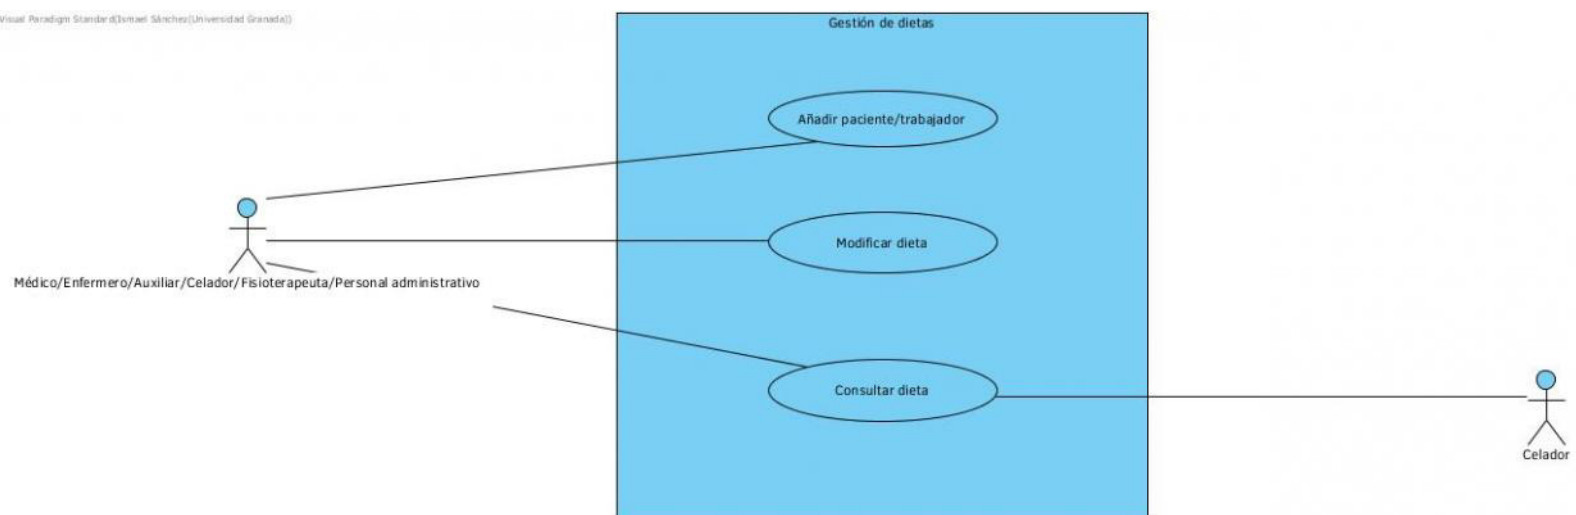 Visual Paradigm Standard(Ismael Sánchez(Universidad Granada))
Gestión de dietas
Añadir paciente/trabajador
Modificar dieta
Médico/Enfermero/Auxiliar/Celador/Fisioterapeuta/Personal administrativo
Consultar dieta
Celador